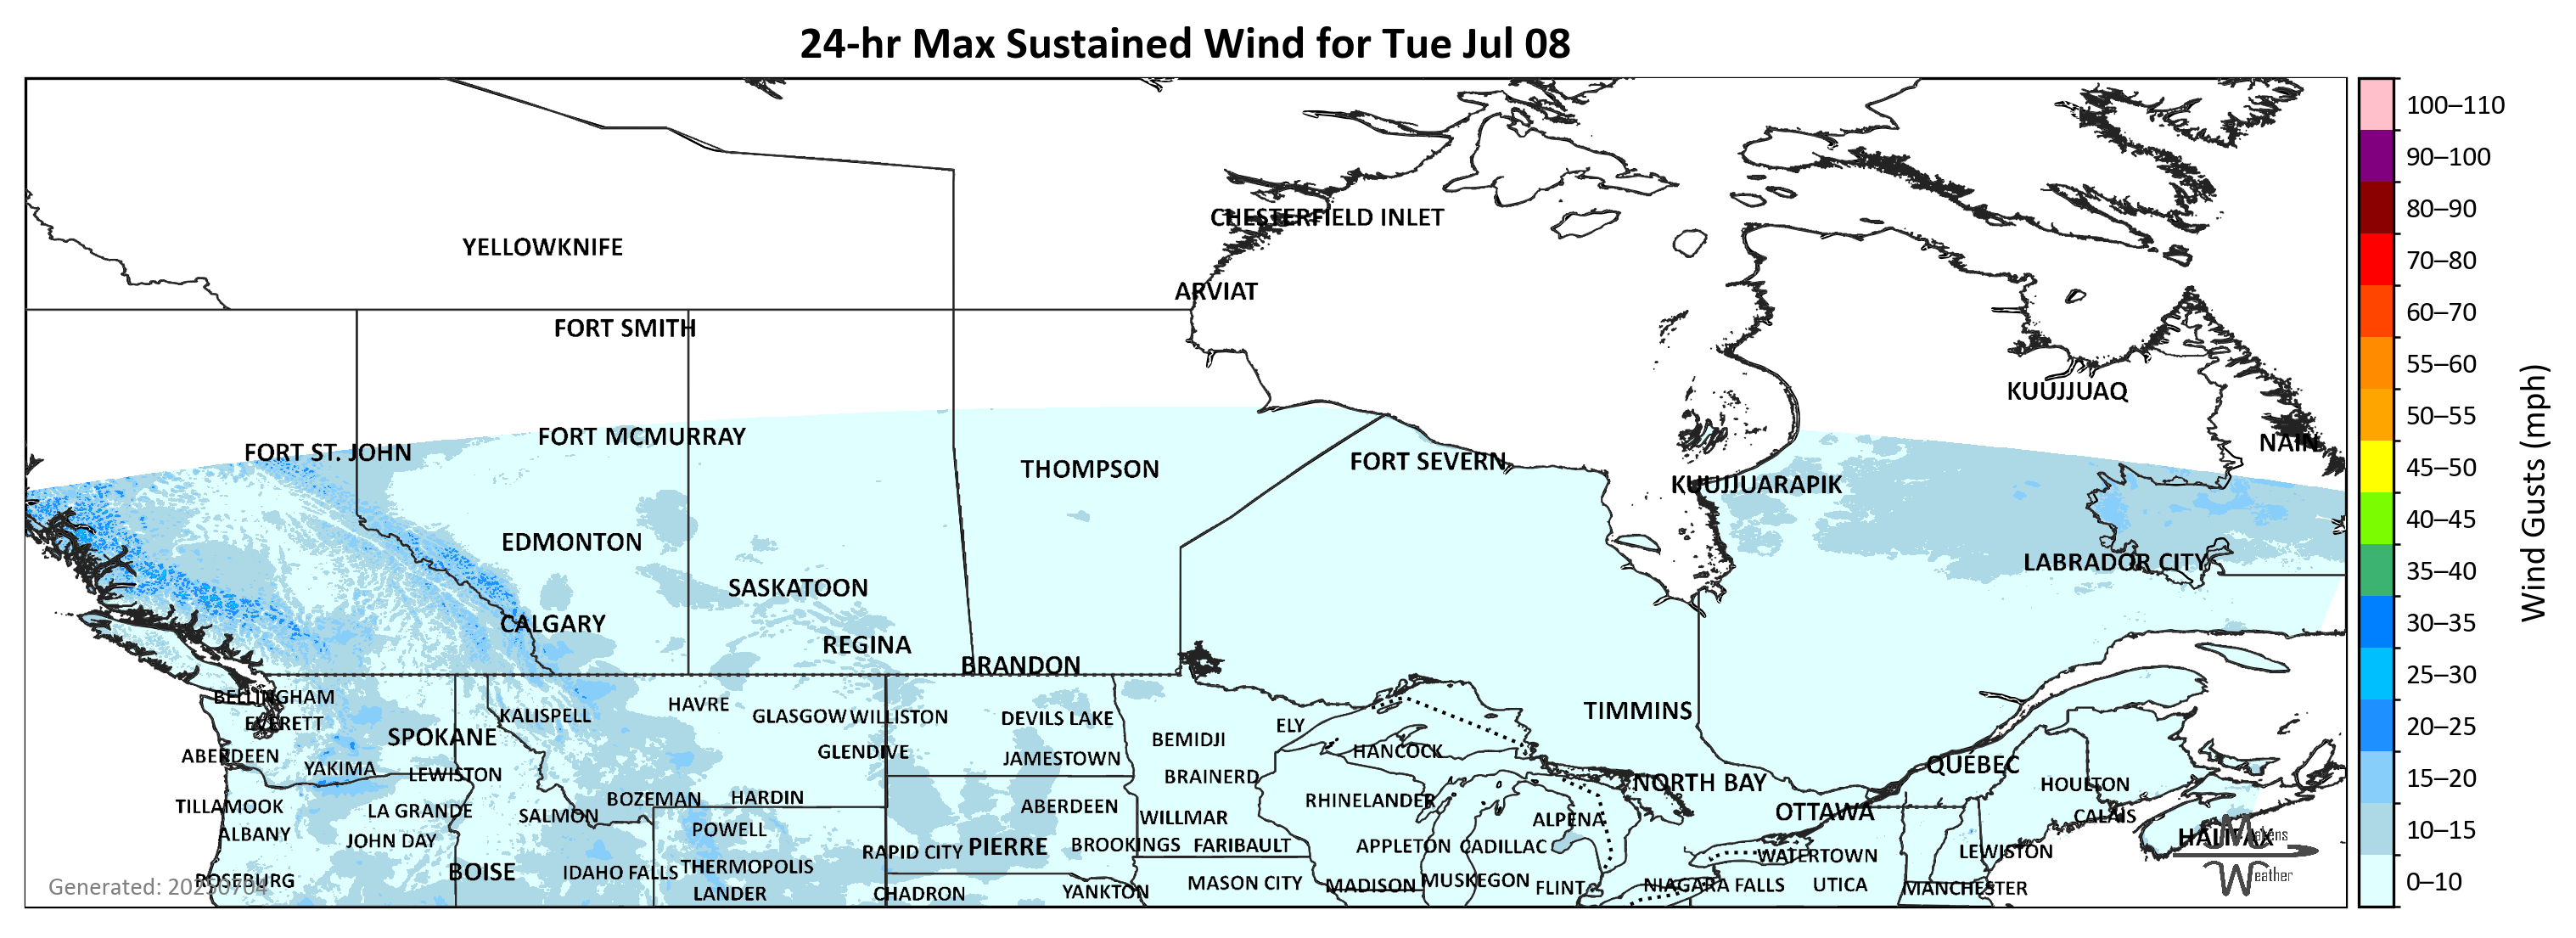 24-hr Max Sustained Wind for Tue Jul 08
100–110
90–100
80–90
70–80
60–70
55–60
50–55
45–50
40–45
35–40
30–35
25–30
20–25
15–20
10–15
0–10
Wind Gusts (mph)
CHESTERFIELD INLET
YELLOWKNIFE
ARVIAT
FORT SMITH
KUUJJUAQ
FORT MCMURRAY
NAIN
FORT ST. JOHN
FORT SEVERN
THOMPSON
KUUJJUARAPIK
EDMONTON
LABRADOR CITY
SASKATOON
CALGARY
REGINA
BRANDON
BELLINGHAM
HAVRE
TIMMINS
KALISPELL
GLASGOW
WILLISTON
DEVILS LAKE
EVERETT
ELY
SPOKANE
BEMIDJI
GLENDIVE
HANCOCK
ABERDEEN
JAMESTOWN
QUÉBEC
YAKIMA
LEWISTON
BRAINERD
NORTH BAY
HOULTON
BOZEMAN
HARDIN
RHINELANDER
TILLAMOOK
LA GRANDE
ABERDEEN
OTTAWA
SALMON
CALAIS
WILLMAR
ALPENA
ALBANY
POWELL
HALIFAX
Makens
JOHN DAY
PIERRE
BROOKINGS
FARIBAULT
APPLETON
CADILLAC
RAPID CITY
LEWISTON
WATERTOWN
THERMOPOLIS
BOISE
IDAHO FALLS
Weather
ROSEBURG
MUSKEGON
MASON CITY
MADISON
FLINT
NIAGARA FALLS
UTICA
MANCHESTER
LANDER
CHADRON
YANKTON
Generated: 20250704